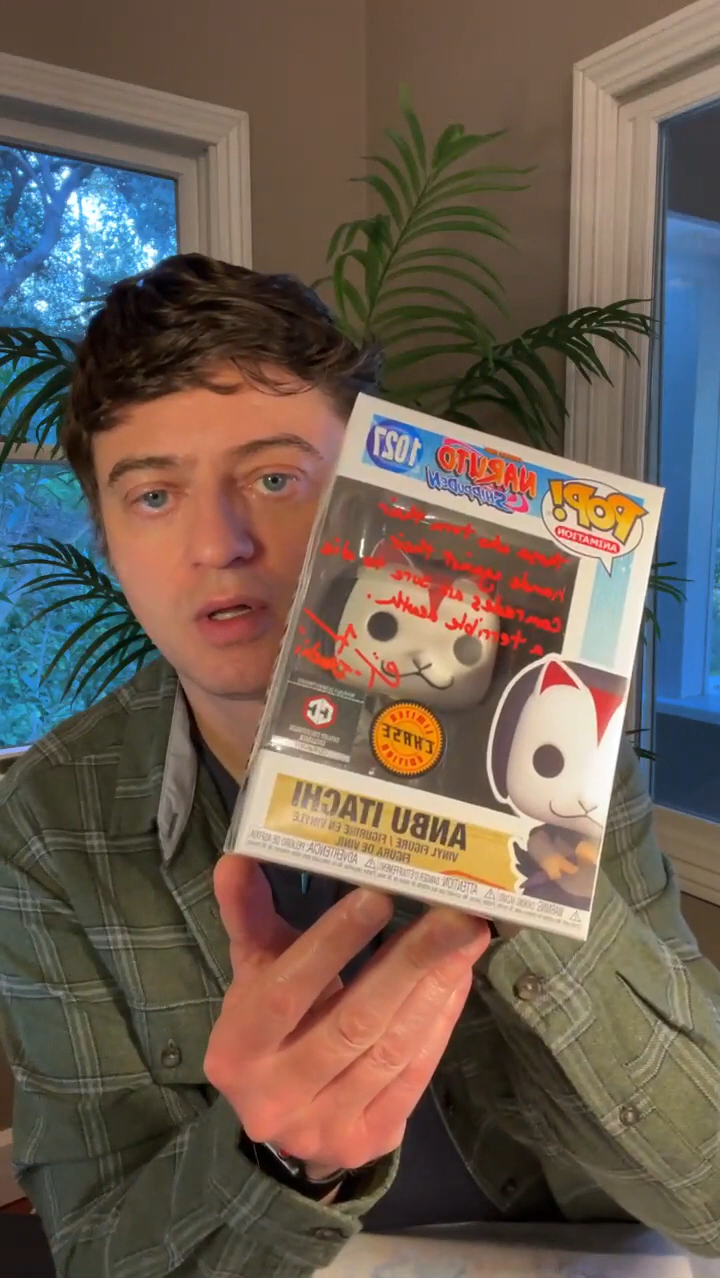 1027
NARUTO
SHIPPUDEN
POP!
ANIMATION
Those who turn their
hands against their
comrades are sure to die
a terrible death.
LIMITED
CHASE
EDITION
ANBU ITACHI
VINYL FIGURE / FIGURINE EN VINYLE
FIGURA DE VINIL